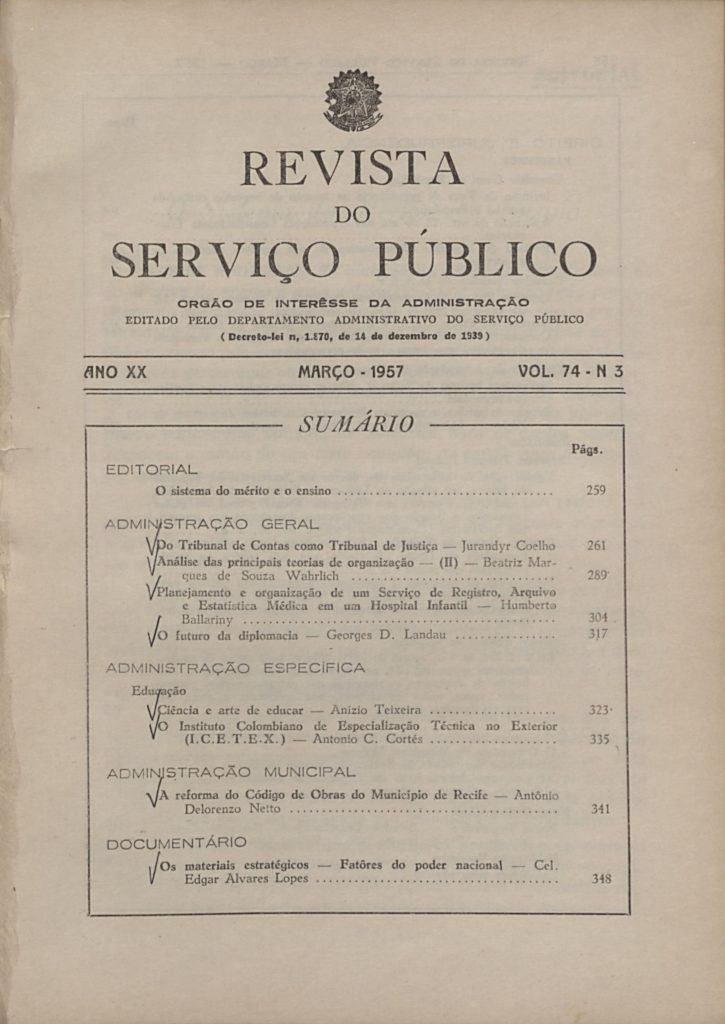 REVISTA
DO
SERVIÇO PÚBLICO
ORGÃO DE INTERÊSSE DA ADMINISTRAÇÃO
EDITADO PELO DEPARTAMENTO ADMINISTRATIVO DO SERVIÇO PÚBLICO
(Decreto-lei n, 1.870, de 14 de dezembro de 1939)
ANO XX MARÇO - 1957 VOL. 74 - N 3
SUMÁRIO
Págs.
EDITORIAL
O sistema do mérito e o ensino ................................ 259
ADMINISTRAÇÃO GERAL
Do Tribunal de Contas como Tribunal de Justiça — Jurandyr Coelho 261
Análise das principais teorias de organização — (II) — Beatriz Mar-
ques de Souza Wahrlich .............................. 289
Planejamento e organização de um Serviço de Registro, Arquivo
e Estatística Médica em um Hospital Infantil — Humberto
Ballariny .............................................. 304
O futuro da diplomacia — Georges D. Landau ............... 317
ADMINISTRAÇÃO ESPECÍFICA
Educação
Ciência e arte de educar — Anizio Teixeira ................... 323
O Instituto Colombiano de Especialização Técnica no Exterior
(I.C.E.T.E.X.) — Antonio C. Cortés ................... 335
ADMINISTRAÇÃO MUNICIPAL
A reforma do Código de Obras do Município de Recife — Antônio
Delorenzo Netto ........................................ 341
DOCUMENTÁRIO
Os materiais estratégicos — Fatôres do poder nacional — Cel.
Edgar Alvares Lopes .................................... 348